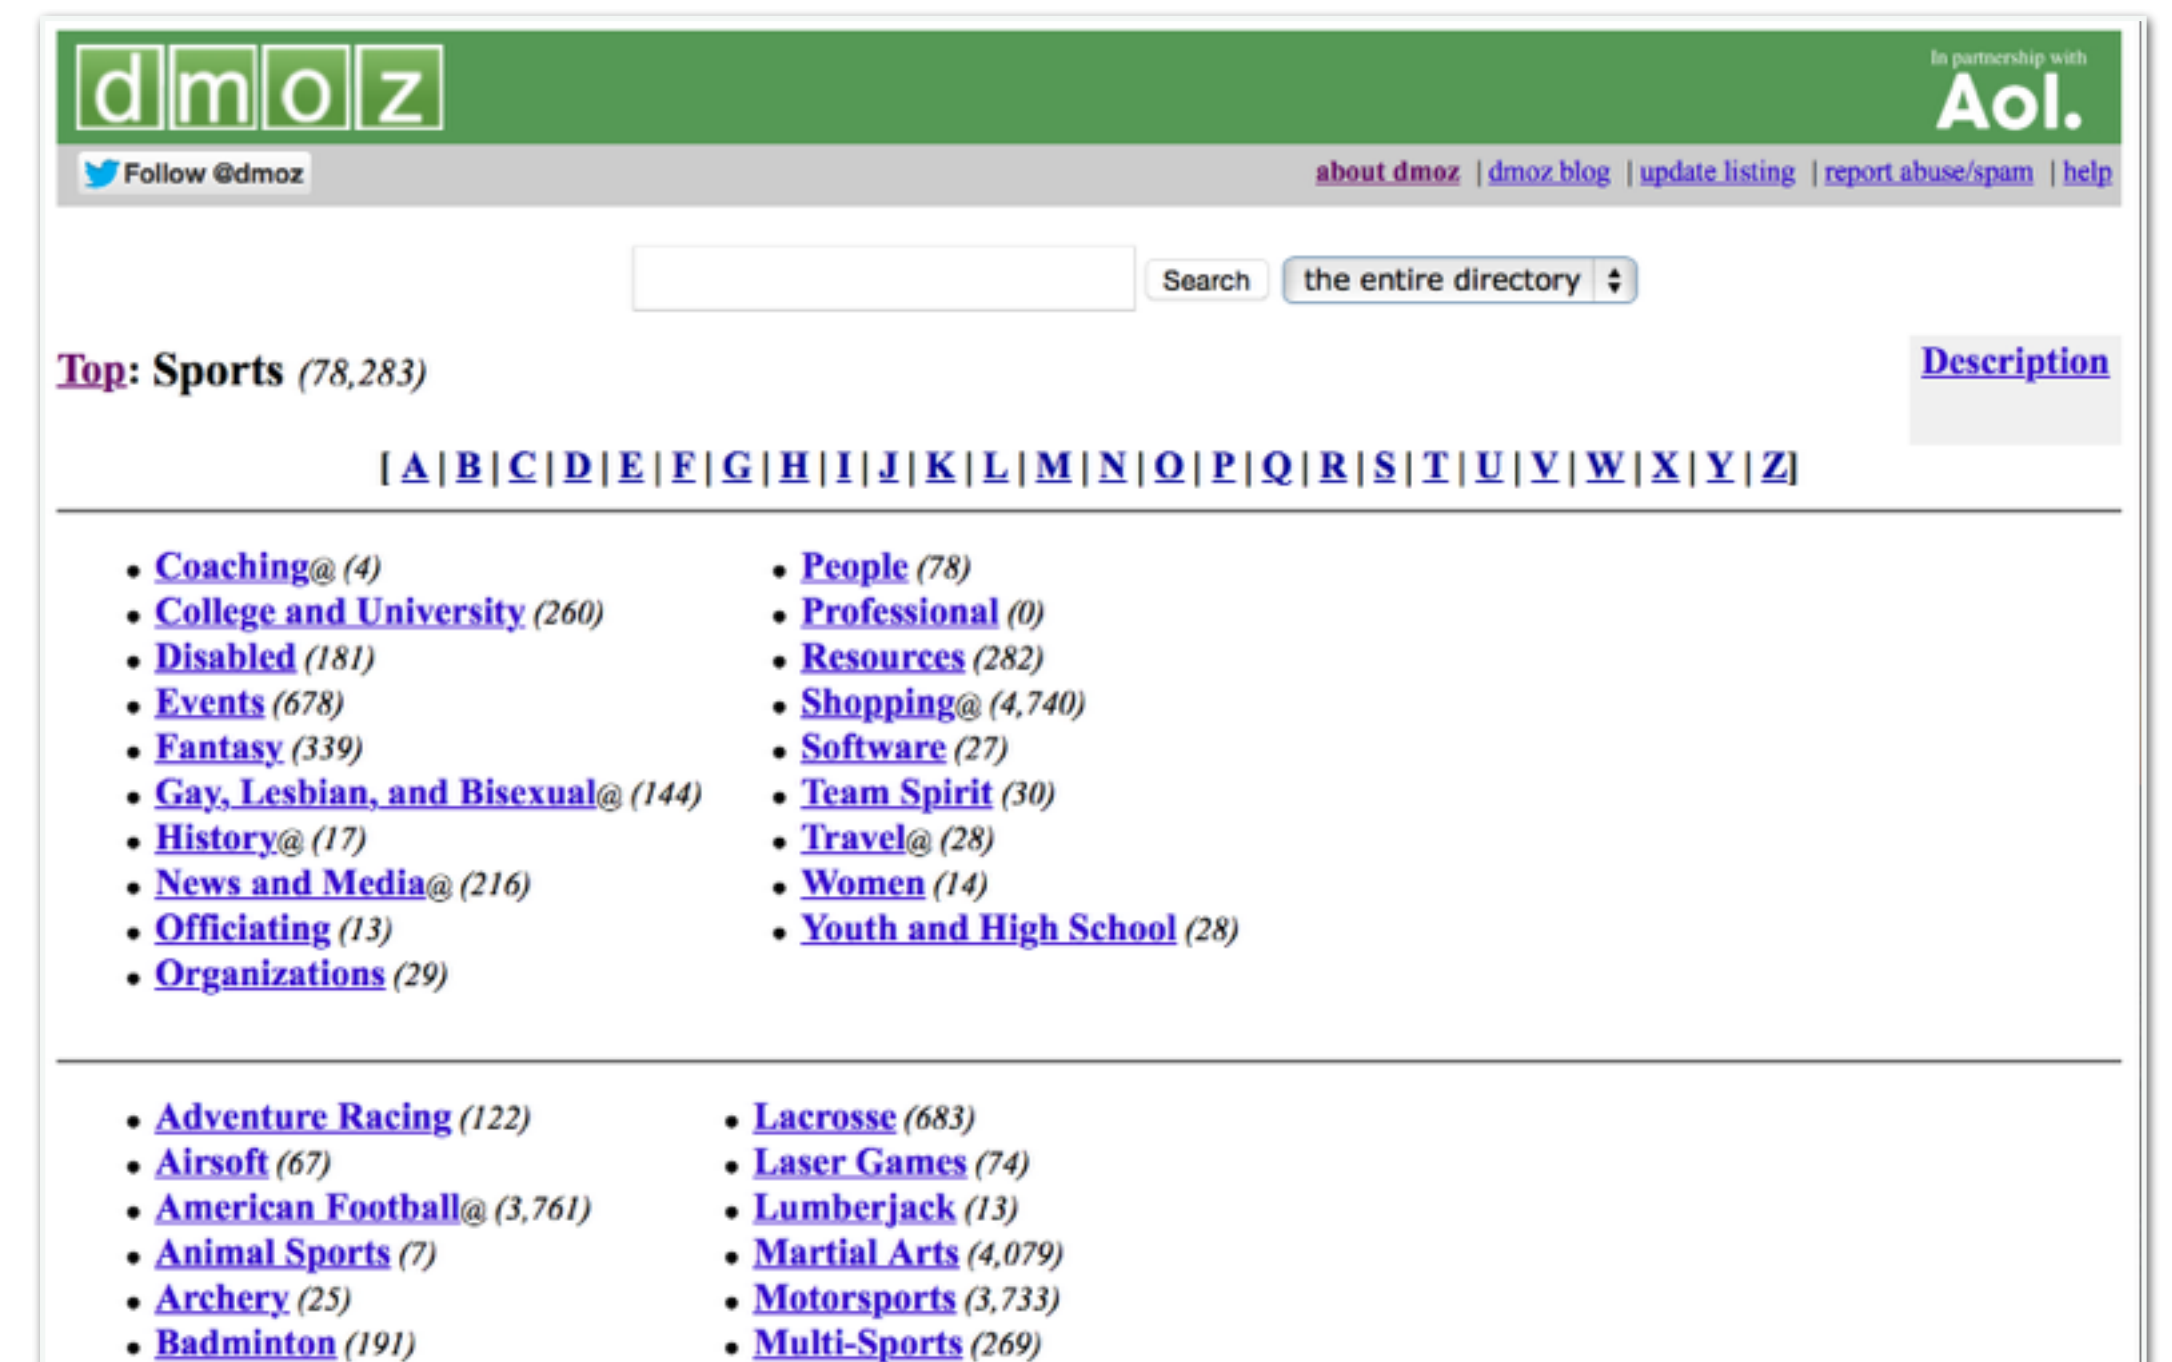 dmoz
In partnership with
Aol.
Follow @dmoz
about dmoz | dmoz blog | update listing | report abuse/spam | help
Search
the entire directory
Top: Sports (78,283)
Description
[ A | B | C | D | E | F | G | H | I | J | K | L | M | N | O | P | Q | R | S | T | U | V | W | X | Y | Z]
• Coaching@ (4)
• College and University (260)
• Disabled (181)
• Events (678)
• Fantasy (339)
• Gay, Lesbian, and Bisexual@ (144)
• History@ (17)
• News and Media@ (216)
• Officiating (13)
• Organizations (29)
• People (78)
• Professional (0)
• Resources (282)
• Shopping@ (4,740)
• Software (27)
• Team Spirit (30)
• Travel@ (28)
• Women (14)
• Youth and High School (28)
• Adventure Racing (122)
• Airsoft (67)
• American Football@ (3,761)
• Animal Sports (7)
• Archery (25)
• Badminton (191)
• Lacrosse (683)
• Laser Games (74)
• Lumberjack (13)
• Martial Arts (4,079)
• Motorsports (3,733)
• Multi-Sports (269)